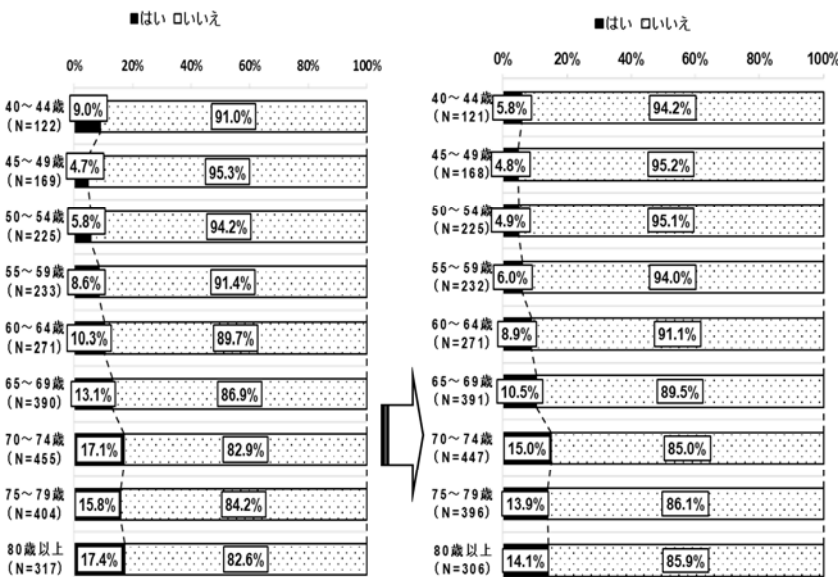 ■はい □いいえ
0% 20% 40% 60% 80% 100%
40～44歳
(N=122)
9.0% 91.0%
45～49歳
(N=169)
4.7% 95.3%
50～54歳
(N=225)
5.8% 94.2%
55～59歳
(N=233)
8.6% 91.4%
60～64歳
(N=271)
10.3% 89.7%
65～69歳
(N=390)
13.1% 86.9%
70～74歳
(N=455)
17.1% 82.9%
75～79歳
(N=404)
15.8% 84.2%
80歳以上
(N=317)
17.4% 82.6%
■はい □いいえ
0% 20% 40% 60% 80% 100%
40～44歳
(N=121)
5.8% 94.2%
45～49歳
(N=168)
4.8% 95.2%
50～54歳
(N=225)
4.9% 95.1%
55～59歳
(N=232)
6.0% 94.0%
60～64歳
(N=271)
8.9% 91.1%
65～69歳
(N=391)
10.5% 89.5%
70～74歳
(N=447)
15.0% 85.0%
75～79歳
(N=396)
13.9% 86.1%
80歳以上
(N=306)
14.1% 85.9%